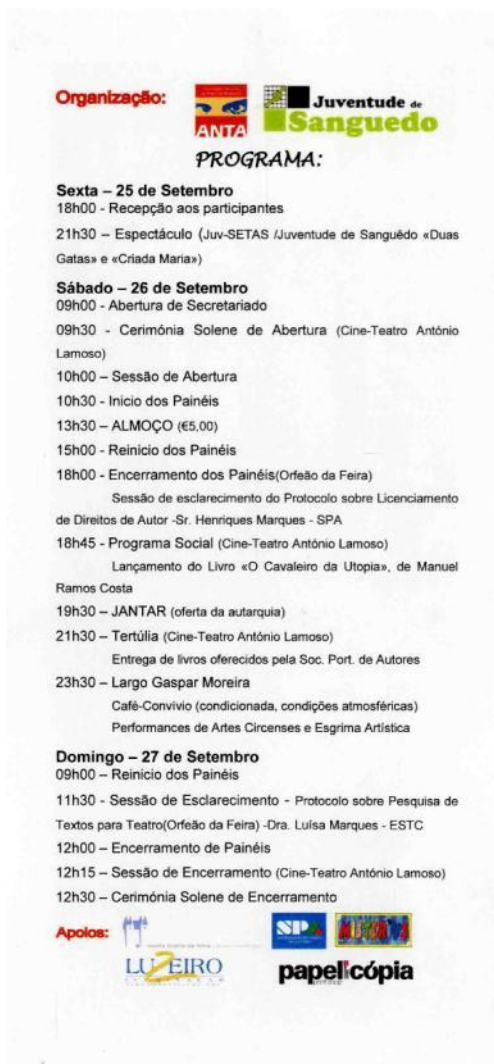 Organização:
ANTA
Juventude de
Sanguedo
PROGRAMA:
Sexta – 25 de Setembro
18h00 - Recepção aos participantes
21h30 – Espectáculo (Juv-SETAS /Juventude de Sanguêdo «Duas
Gatas» e «Criada Maria»)
Sábado – 26 de Setembro
09h00 - Abertura de Secretariado
09h30 - Cerimónia Solene de Abertura (Cine-Teatro António
Lamoso)
10h00 – Sessão de Abertura
10h30 - Inicio dos Painéis
13h30 – ALMOÇO (€5,00)
15h00 - Reinicio dos Painéis
18h00 - Encerramento dos Painéis(Orfeão da Feira)
Sessão de esclarecimento do Protocolo sobre Licenciamento
de Direitos de Autor -Sr. Henriques Marques - SPA
18h45 - Programa Social (Cine-Teatro António Lamoso)
Lançamento do Livro «O Cavaleiro da Utopia», de Manuel
Ramos Costa
19h30 – JANTAR (oferta da autarquia)
21h30 – Tertúlia (Cine-Teatro António Lamoso)
Entrega de livros oferecidos pela Soc. Port. de Autores
23h30 – Largo Gaspar Moreira
Café-Convivio (condicionada, condições atmosféricas)
Performances de Artes Circenses e Esgrima Artística
Domingo – 27 de Setembro
09h00 – Reinicio dos Painéis
11h30 - Sessão de Esclarecimento - Protocolo sobre Pesquisa de
Textos para Teatro(Orfeão da Feira) -Dra. Luísa Marques - ESTC
12h00 – Encerramento de Painéis
12h15 – Sessão de Encerramento (Cine-Teatro António Lamoso)
12h30 – Cerimónia Solene de Encerramento
Apoios:
SPA
LUZEIRO
papelicópia